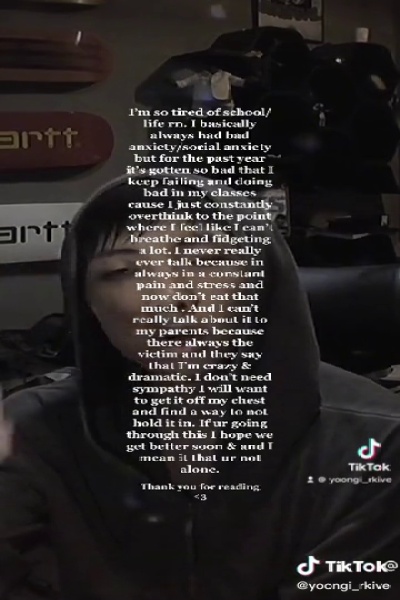 artt
artt
I'm so tired of school/
life rn. I basically
always had bad
anxiety/social anxiety
but for the past year
it's gotten so bad that I
keep failing and doing
bad in my classes
cause I just constantly
overthink to the point
where I feel like I can't
breathe and fidgeting
a lot. I never really
ever talk because in
always in a constant
pain and stress and
now don't eat that
much . And I can't
really talk about it to
my parents because
there always the
victim and they say
that I'm crazy &
dramatic. I don't need
sympathy I will want
to get it off my chest
and find a way to not
hold it in. If ur going
through this I hope we
get better soon & and I
mean it that ur not
alone.
Thank you for reading
<3
TikTok
@ yoongi_rkive
TikTok@
@yoongi_rkive